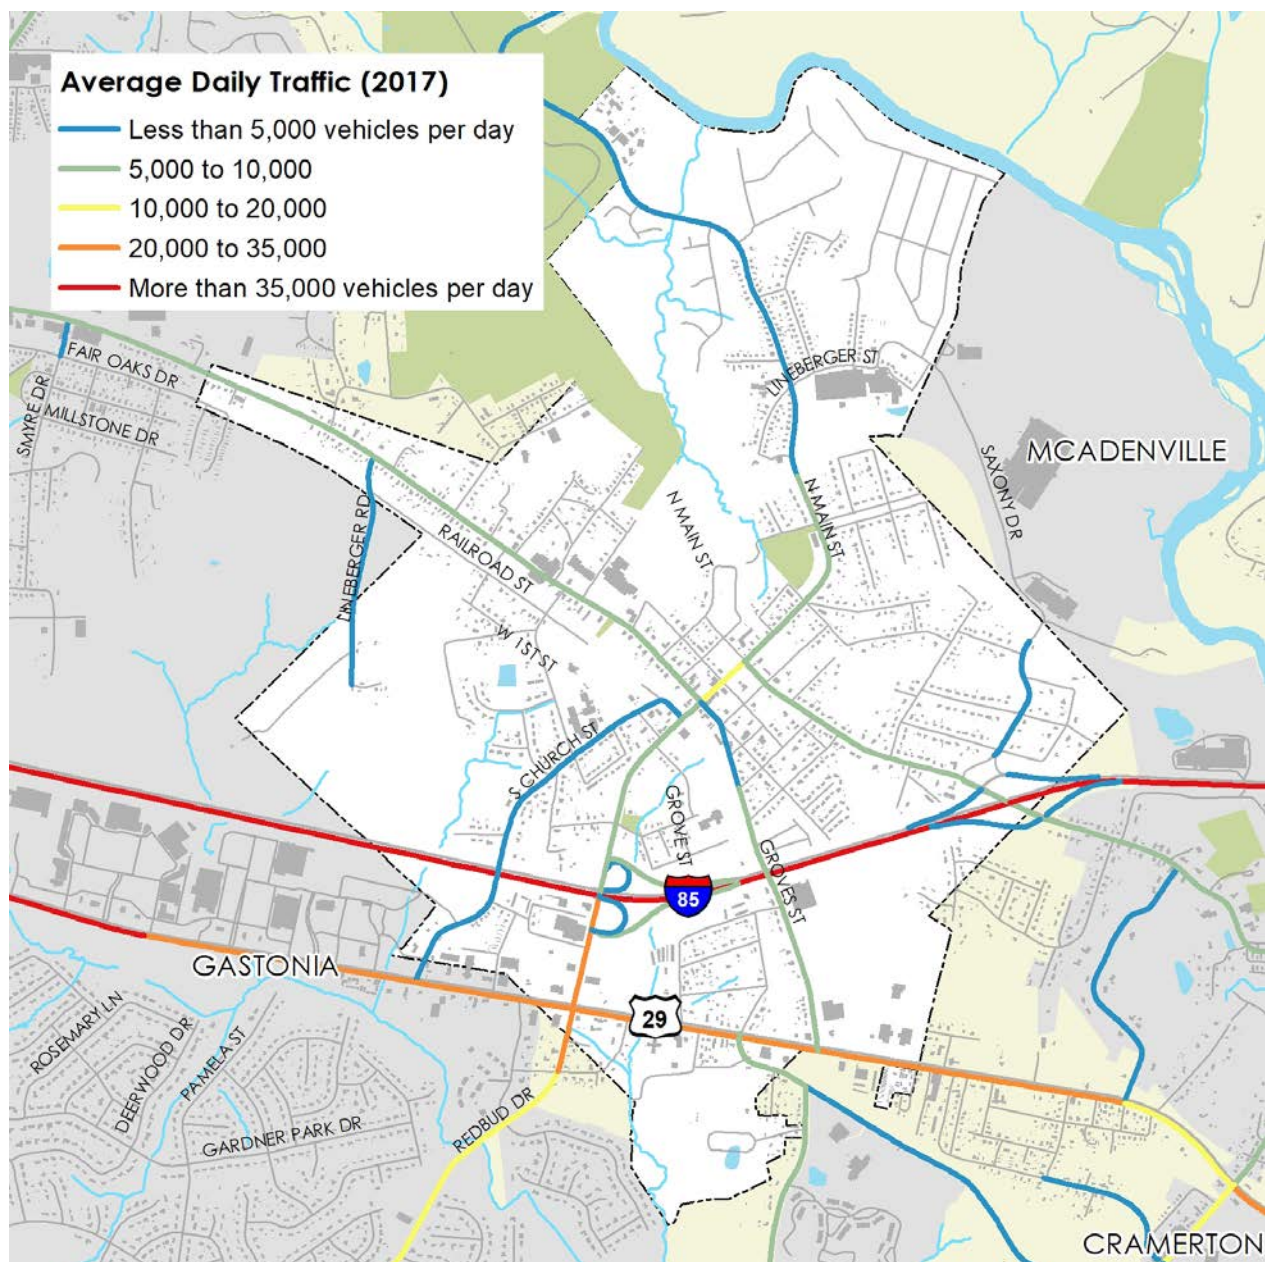 Average Daily Traffic (2017)
Less than 5,000 vehicles per day
5,000 to 10,000
10,000 to 20,000
20,000 to 35,000
More than 35,000 vehicles per day
FAIR OAKS DR
SMYRE DR
MILLSTONE DR
LINEBERGER ST
MCADENVILLE
SAXONY DR
N MAIN ST
N MAIN ST
LINEBERGER RD
RAILROAD ST
W 1ST ST
S CHURCH ST
GROVE ST
GROVES ST
85
GASTONIA
29
ROSEMARY LN
DEERWOOD DR
PAMELA ST
GARDNER PARK DR
REDBUD DR
CRAMERTON